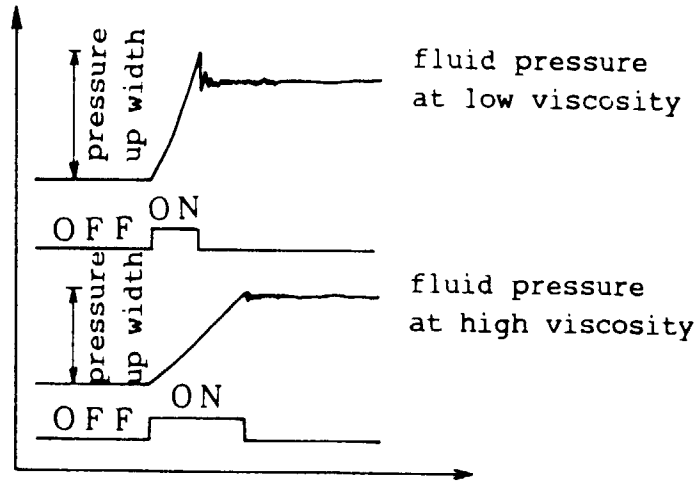 pressure
up width
fluid pressure
at low viscosity
OFF
ON
pressure
up width
fluid pressure
at high viscosity
OFF
ON